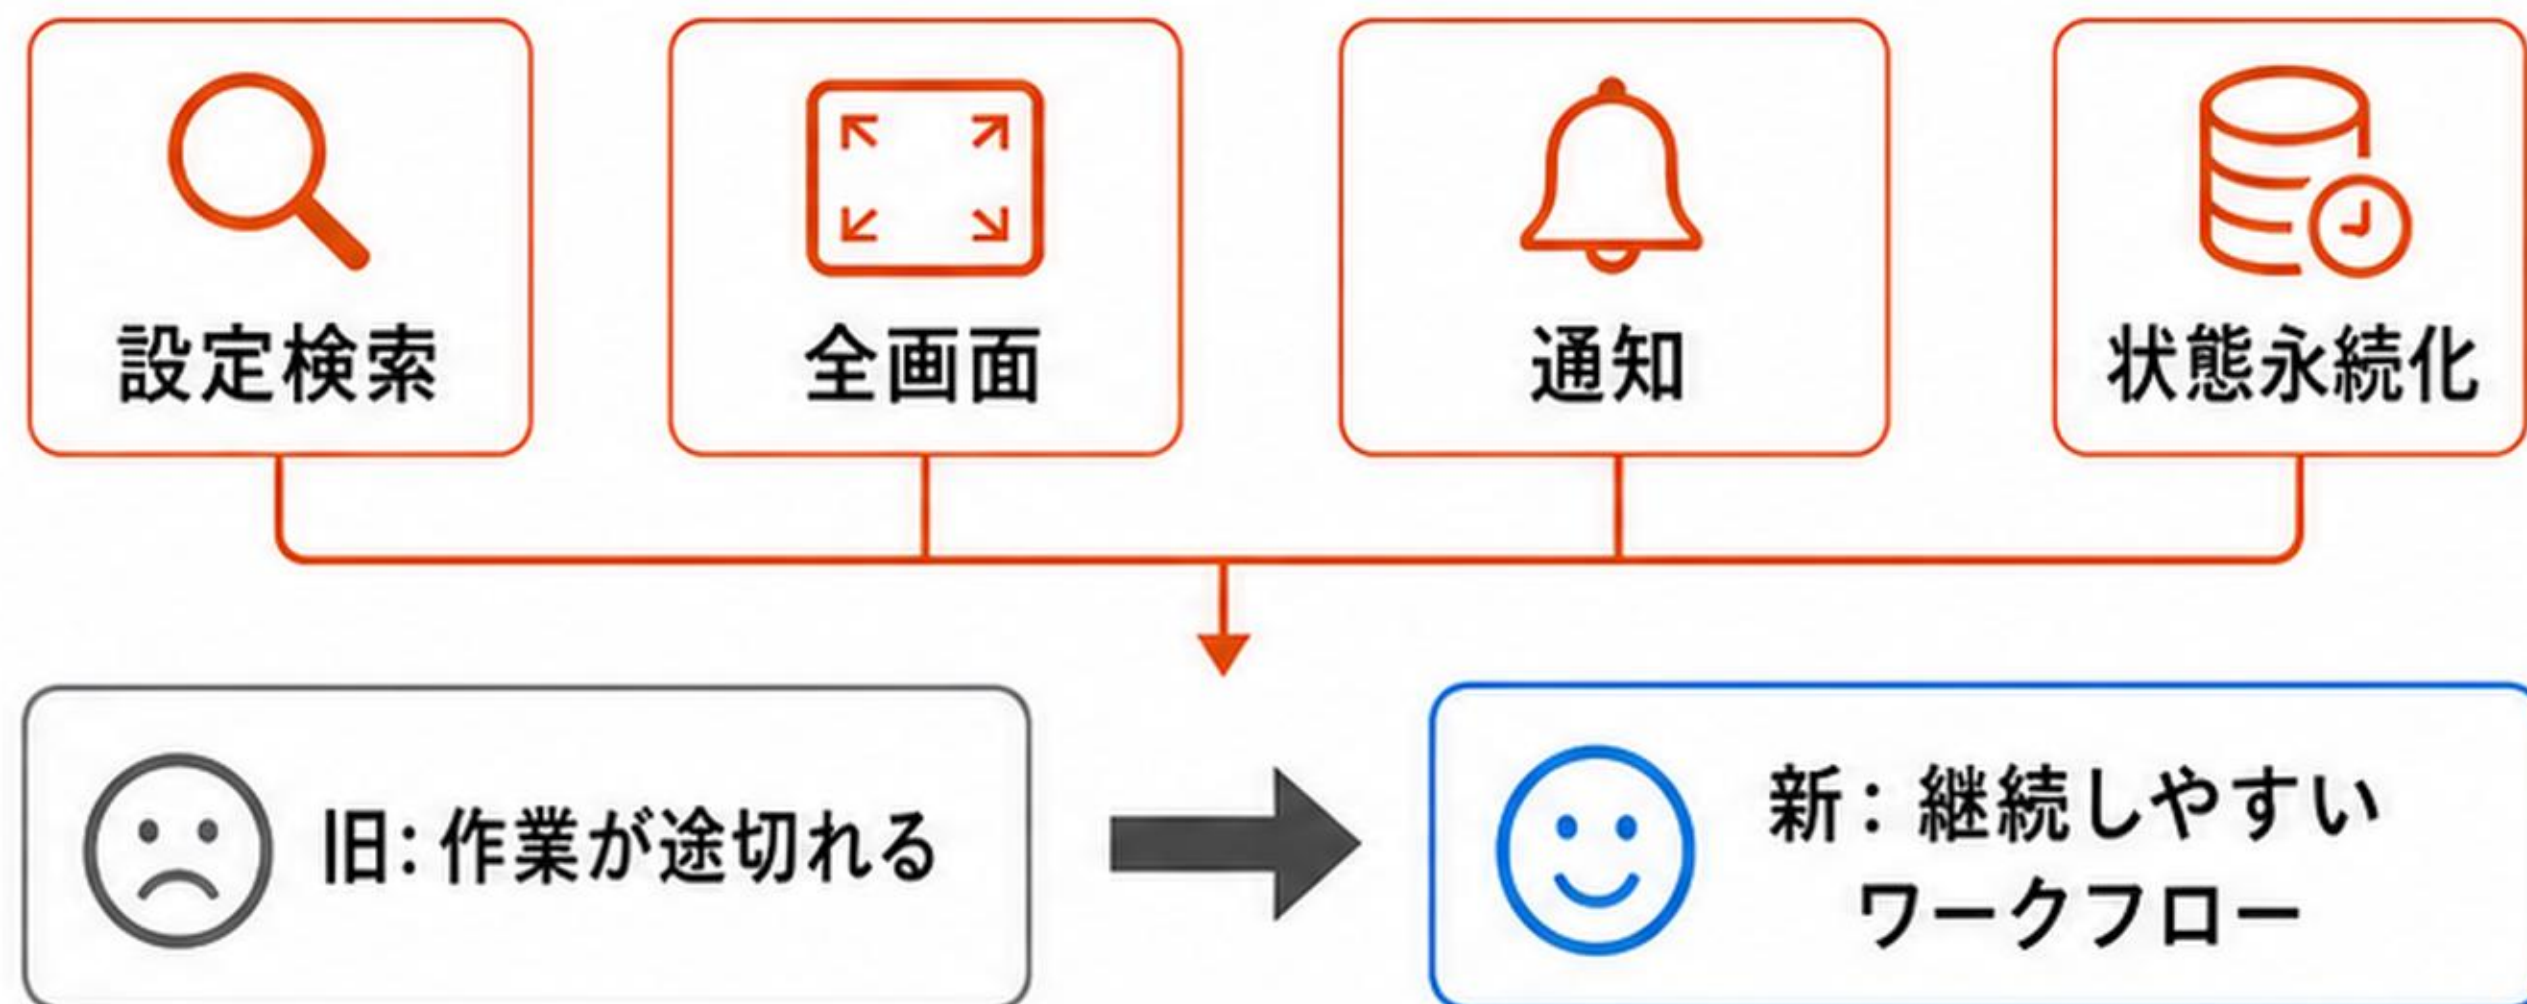 設定検索
全画面
通知
状態永続化
旧：作業が途切れる
新：継続しやすい
ワークフロー